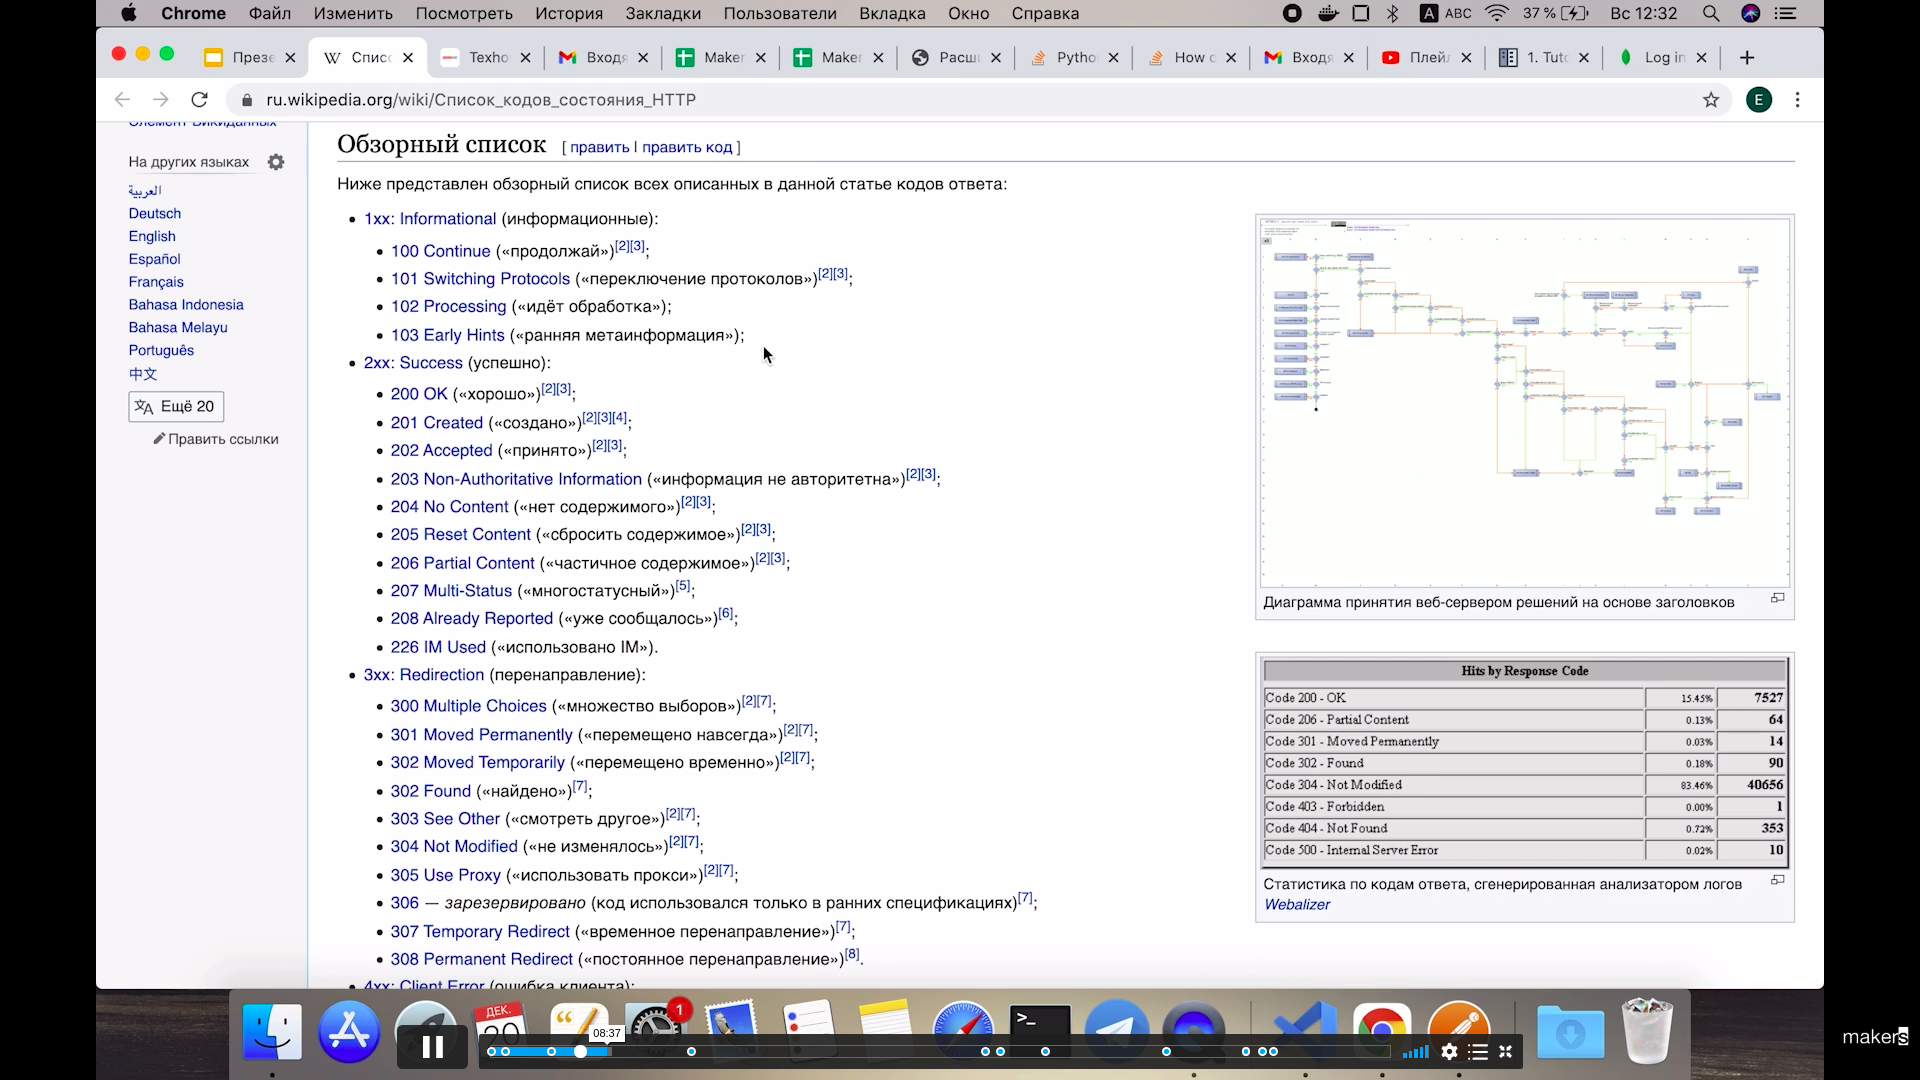 Chrome Файл Изменить Посмотреть История Закладки Пользователи Вкладка Окно Справка
ABC 37 % Вс 12:32
Презе Списо Texho Входя Maker Maker Расши Python How Входя Плейл 1. Tuto Log in
ru.wikipedia.org/wiki/Список_кодов_состояния_HTTP
E
Элемент Викиданных
На других языках
العربية
Deutsch
English
Español
Français
Bahasa Indonesia
Bahasa Melayu
Português
中文
Ещё 20
Править ссылки
Обзорный список [ править | править код ]
Ниже представлен обзорный список всех описанных в данной статье кодов ответа:
1xx: Informational (информационные):
100 Continue («продолжай»)[2][3];
101 Switching Protocols («переключение протоколов»)[2][3];
102 Processing («идёт обработка»);
103 Early Hints («ранняя метаинформация»);
2xx: Success (успешно):
200 OK («хорошо»)[2][3];
201 Created («создано»)[2][3][4];
202 Accepted («принято»)[2][3];
203 Non-Authoritative Information («информация не авторитетна»)[2][3];
204 No Content («нет содержимого»)[2][3];
205 Reset Content («сбросить содержимое»)[2][3];
206 Partial Content («частичное содержимое»)[2][3];
207 Multi-Status («многостатусный»)[5];
208 Already Reported («уже сообщалось»)[6];
226 IM Used («использовано IM»).
3xx: Redirection (перенаправление):
300 Multiple Choices («множество выборов»)[2][7];
301 Moved Permanently («перемещено навсегда»)[2][7];
302 Moved Temporarily («перемещено временно»)[2][7];
302 Found («найдено»)[7];
303 See Other («смотреть другое»)[2][7];
304 Not Modified («не изменялось»)[2][7];
305 Use Proxy («использовать прокси»)[2][7];
306 — зарезервировано (код использовался только в ранних спецификациях)[7];
307 Temporary Redirect («временное перенаправление»)[7];
308 Permanent Redirect («постоянное перенаправление»)[8].
4xx: Client Error (ошибка клиента):
Диаграмма принятия веб-сервером решений на основе заголовков
Hits by Response Code
Code 200 - OK 15.45% 7527
Code 206 - Partial Content 0.13% 64
Code 301 - Moved Permanently 0.03% 14
Code 302 - Found 0.18% 90
Code 304 - Not Modified 83.46% 40656
Code 403 - Forbidden 0.00% 1
Code 404 - Not Found 0.72% 353
Code 500 - Internal Server Error 0.02% 10
Статистика по кодам ответа, сгенерированная анализатором логов
Webalizer
ДЕК.
1
08:37
makers